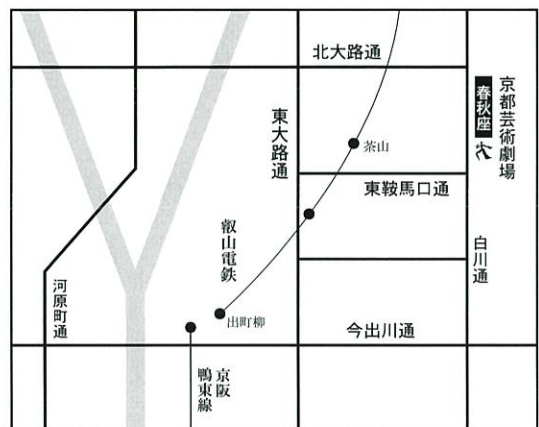 北大路通
京都芸術劇場
春秋座
東大路通
茶山
東鞍馬口通
叡山電鉄
白川通
河原町通
出町柳
今出川通
京阪
鴨東線